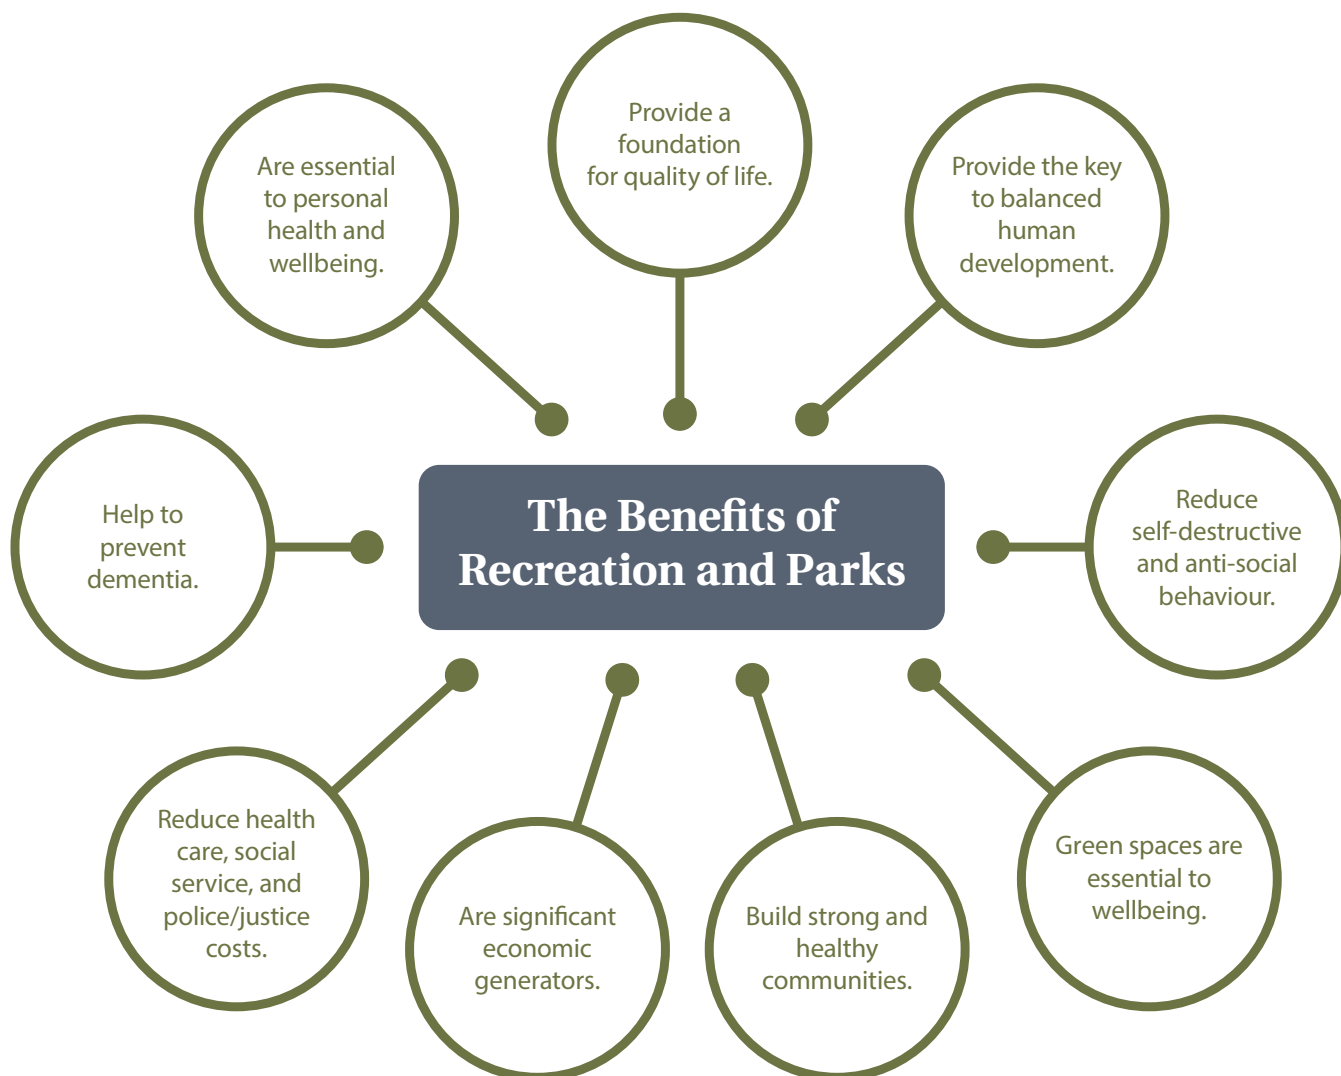 Provide a
foundation
for quality of life.
Are essential
to personal
health and
wellbeing.
Provide the key
to balanced
human
development.
The Benefits of
Recreation and Parks
Help to
prevent
dementia.
Reduce
self-destructive
and anti-social
behaviour.
Reduce health
care, social
service, and
police/justice
costs.
Are significant
economic
generators.
Build strong and
healthy
communities.
Green spaces are
essential to
wellbeing.